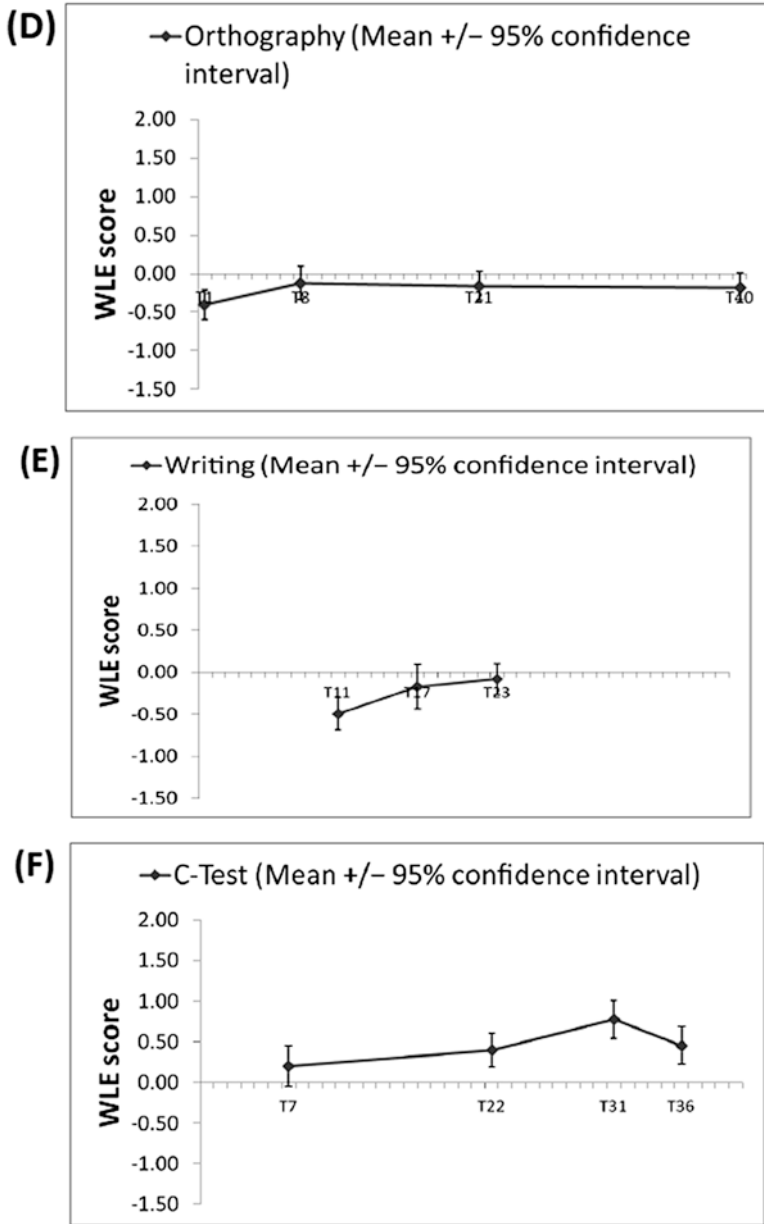 (D)
Orthography (Mean +/− 95% confidence
interval)
2.00
1.50
1.00
0.50
0.00
-0.50
-1.00
-1.50
WLE score
T1
T8
T21
T40
(E)
Writing (Mean +/− 95% confidence interval)
2.00
1.50
1.00
0.50
0.00
-0.50
-1.00
-1.50
WLE score
T11
T17
T23
(F)
C-Test (Mean +/− 95% confidence interval)
2.00
1.50
1.00
0.50
0.00
-0.50
-1.00
-1.50
WLE score
T7
T22
T31
T36